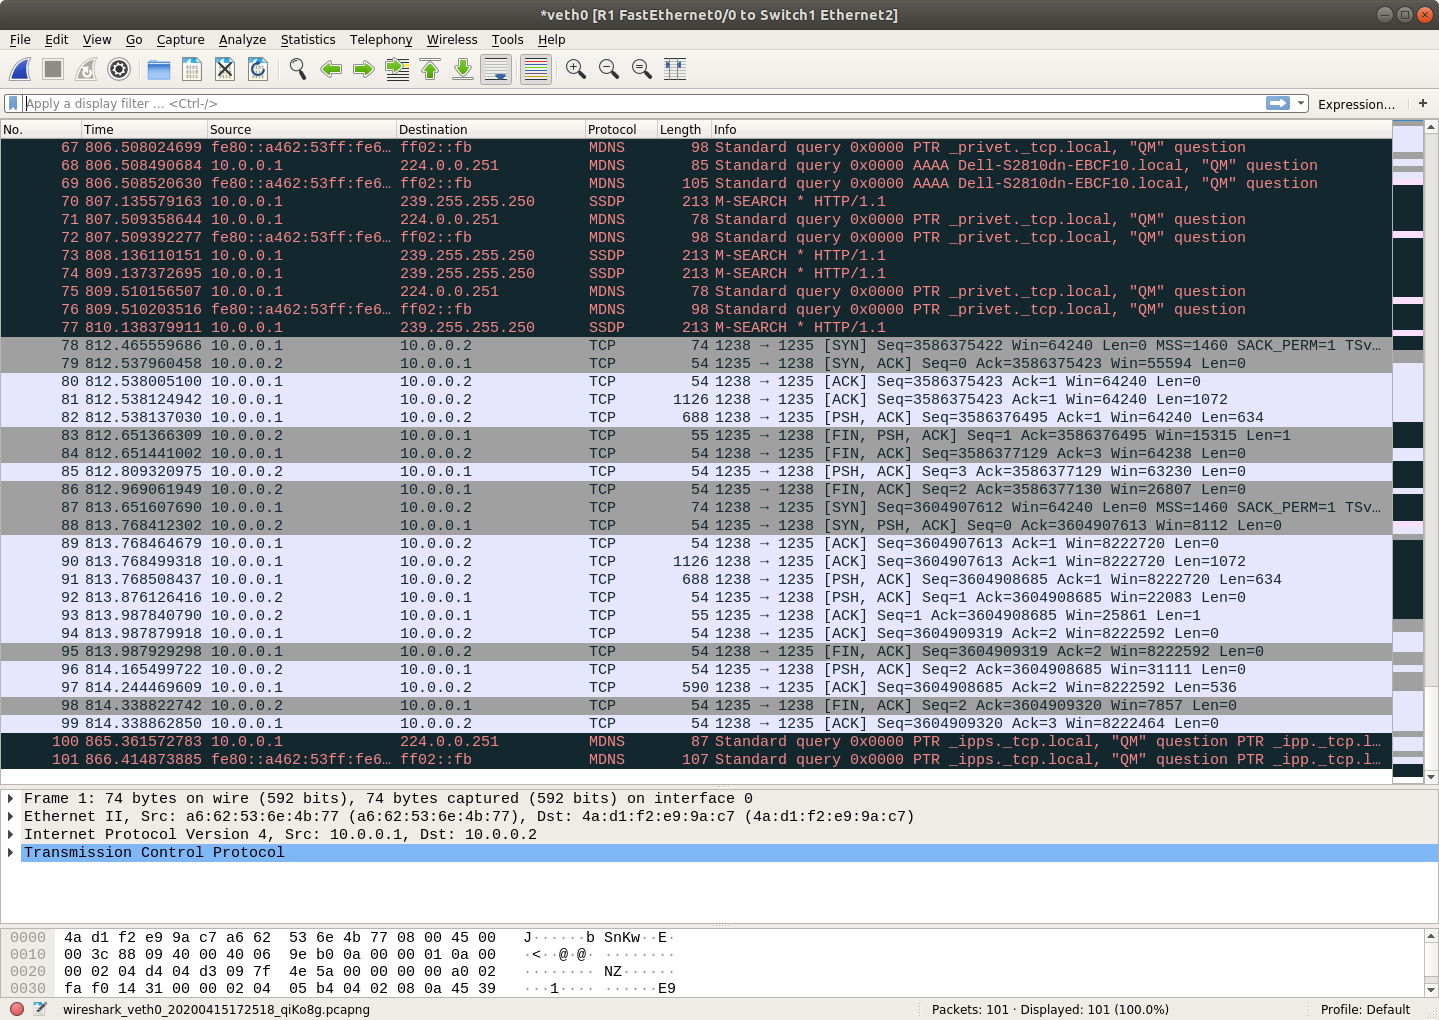 *veth0 [R1 FastEthernet0/0 to Switch1 Ethernet2]
File Edit View Go Capture Analyze Statistics Telephony Wireless Tools Help
Apply a display filter ... <Ctrl-/> Expression... +
No. Time Source Destination Protocol Length Info
67 806.508024699 fe80::a462:53ff:fe6… ff02::fb MDNS 98 Standard query 0x0000 PTR _privet._tcp.local, "QM" question
68 806.508490684 10.0.0.1 224.0.0.251 MDNS 85 Standard query 0x0000 AAAA Dell-S2810dn-EBCF10.local, "QM" question
69 806.508520630 fe80::a462:53ff:fe6… ff02::fb MDNS 105 Standard query 0x0000 AAAA Dell-S2810dn-EBCF10.local, "QM" question
70 807.135579163 10.0.0.1 239.255.255.250 SSDP 213 M-SEARCH * HTTP/1.1
71 807.509358644 10.0.0.1 224.0.0.251 MDNS 78 Standard query 0x0000 PTR _privet._tcp.local, "QM" question
72 807.509392277 fe80::a462:53ff:fe6… ff02::fb MDNS 98 Standard query 0x0000 PTR _privet._tcp.local, "QM" question
73 808.136110151 10.0.0.1 239.255.255.250 SSDP 213 M-SEARCH * HTTP/1.1
74 809.137372695 10.0.0.1 239.255.255.250 SSDP 213 M-SEARCH * HTTP/1.1
75 809.510156507 10.0.0.1 224.0.0.251 MDNS 78 Standard query 0x0000 PTR _privet._tcp.local, "QM" question
76 809.510203516 fe80::a462:53ff:fe6… ff02::fb MDNS 98 Standard query 0x0000 PTR _privet._tcp.local, "QM" question
77 810.138379911 10.0.0.1 239.255.255.250 SSDP 213 M-SEARCH * HTTP/1.1
78 812.465559686 10.0.0.1 10.0.0.2 TCP 74 1238 → 1235 [SYN] Seq=3586375422 Win=64240 Len=0 MSS=1460 SACK_PERM=1 TSv…
79 812.537960458 10.0.0.2 10.0.0.1 TCP 54 1235 → 1238 [SYN, ACK] Seq=0 Ack=3586375423 Win=55594 Len=0
80 812.538005100 10.0.0.1 10.0.0.2 TCP 54 1238 → 1235 [ACK] Seq=3586375423 Ack=1 Win=64240 Len=0
81 812.538124942 10.0.0.1 10.0.0.2 TCP 1126 1238 → 1235 [ACK] Seq=3586375423 Ack=1 Win=64240 Len=1072
82 812.538137030 10.0.0.1 10.0.0.2 TCP 688 1238 → 1235 [PSH, ACK] Seq=3586376495 Ack=1 Win=64240 Len=634
83 812.651366309 10.0.0.2 10.0.0.1 TCP 55 1235 → 1238 [FIN, PSH, ACK] Seq=1 Ack=3586376495 Win=15315 Len=1
84 812.651441002 10.0.0.1 10.0.0.2 TCP 54 1238 → 1235 [FIN, ACK] Seq=3586377129 Ack=3 Win=64238 Len=0
85 812.809320975 10.0.0.2 10.0.0.1 TCP 54 1235 → 1238 [PSH, ACK] Seq=3 Ack=3586377129 Win=63230 Len=0
86 812.969061949 10.0.0.2 10.0.0.1 TCP 54 1235 → 1238 [FIN, ACK] Seq=2 Ack=3586377130 Win=26807 Len=0
87 813.651607690 10.0.0.1 10.0.0.2 TCP 74 1238 → 1235 [SYN] Seq=3604907612 Win=64240 Len=0 MSS=1460 SACK_PERM=1 TSv…
88 813.768412302 10.0.0.2 10.0.0.1 TCP 54 1235 → 1238 [SYN, PSH, ACK] Seq=0 Ack=3604907613 Win=8112 Len=0
89 813.768464679 10.0.0.1 10.0.0.2 TCP 54 1238 → 1235 [ACK] Seq=3604907613 Ack=1 Win=8222720 Len=0
90 813.768499318 10.0.0.1 10.0.0.2 TCP 1126 1238 → 1235 [ACK] Seq=3604907613 Ack=1 Win=8222720 Len=1072
91 813.768508437 10.0.0.1 10.0.0.2 TCP 688 1238 → 1235 [PSH, ACK] Seq=3604908685 Ack=1 Win=8222720 Len=634
92 813.876126416 10.0.0.2 10.0.0.1 TCP 54 1235 → 1238 [PSH, ACK] Seq=1 Ack=3604908685 Win=22083 Len=0
93 813.987840790 10.0.0.2 10.0.0.1 TCP 55 1235 → 1238 [ACK] Seq=1 Ack=3604908685 Win=25861 Len=1
94 813.987879918 10.0.0.1 10.0.0.2 TCP 54 1238 → 1235 [ACK] Seq=3604909319 Ack=2 Win=8222592 Len=0
95 813.987929298 10.0.0.1 10.0.0.2 TCP 54 1238 → 1235 [FIN, ACK] Seq=3604909319 Ack=2 Win=8222592 Len=0
96 814.165499722 10.0.0.2 10.0.0.1 TCP 54 1235 → 1238 [PSH, ACK] Seq=2 Ack=3604908685 Win=31111 Len=0
97 814.244469609 10.0.0.1 10.0.0.2 TCP 590 1238 → 1235 [ACK] Seq=3604908685 Ack=2 Win=8222592 Len=536
98 814.338822742 10.0.0.2 10.0.0.1 TCP 54 1235 → 1238 [FIN, ACK] Seq=2 Ack=3604909320 Win=7857 Len=0
99 814.338862850 10.0.0.1 10.0.0.2 TCP 54 1238 → 1235 [ACK] Seq=3604909320 Ack=3 Win=8222464 Len=0
100 865.361572783 10.0.0.1 224.0.0.251 MDNS 87 Standard query 0x0000 PTR _ipps._tcp.local, "QM" question PTR _ipp._tcp.l…
101 866.414873885 fe80::a462:53ff:fe6… ff02::fb MDNS 107 Standard query 0x0000 PTR _ipps._tcp.local, "QM" question PTR _ipp._tcp.l…
Frame 1: 74 bytes on wire (592 bits), 74 bytes captured (592 bits) on interface 0
Ethernet II, Src: a6:62:53:6e:4b:77 (a6:62:53:6e:4b:77), Dst: 4a:d1:f2:e9:9a:c7 (4a:d1:f2:e9:9a:c7)
Internet Protocol Version 4, Src: 10.0.0.1, Dst: 10.0.0.2
Transmission Control Protocol
0000 4a d1 f2 e9 9a c7 a6 62 53 6e 4b 77 08 00 45 00 J······b SnKw··E·
0010 00 3c 88 09 40 00 40 06 9e b0 0a 00 00 01 0a 00 ·<··@·@· ········
0020 00 02 04 d4 04 d3 09 7f 4e 5a 00 00 00 00 a0 02 ········ NZ······
0030 fa f0 14 31 00 00 02 04 05 b4 04 02 08 0a 45 39 ···1···· ······E9
wireshark_veth0_20200415172518_qiKo8g.pcapng Packets: 101 · Displayed: 101 (100.0%) Profile: Default